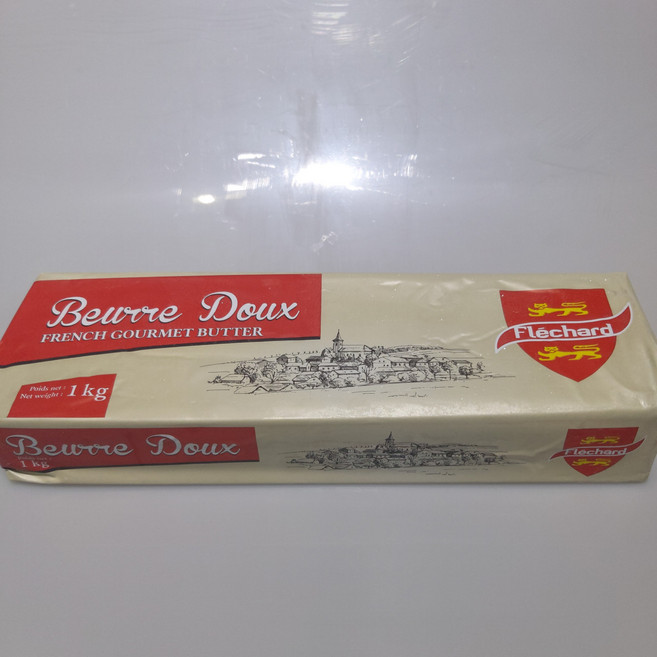 Beurre Doux
FRENCH GOURMET BUTTER
Fléchard
Poids net :
Net weight : 1 kg
Beurre Doux
1 kg
Fléchard